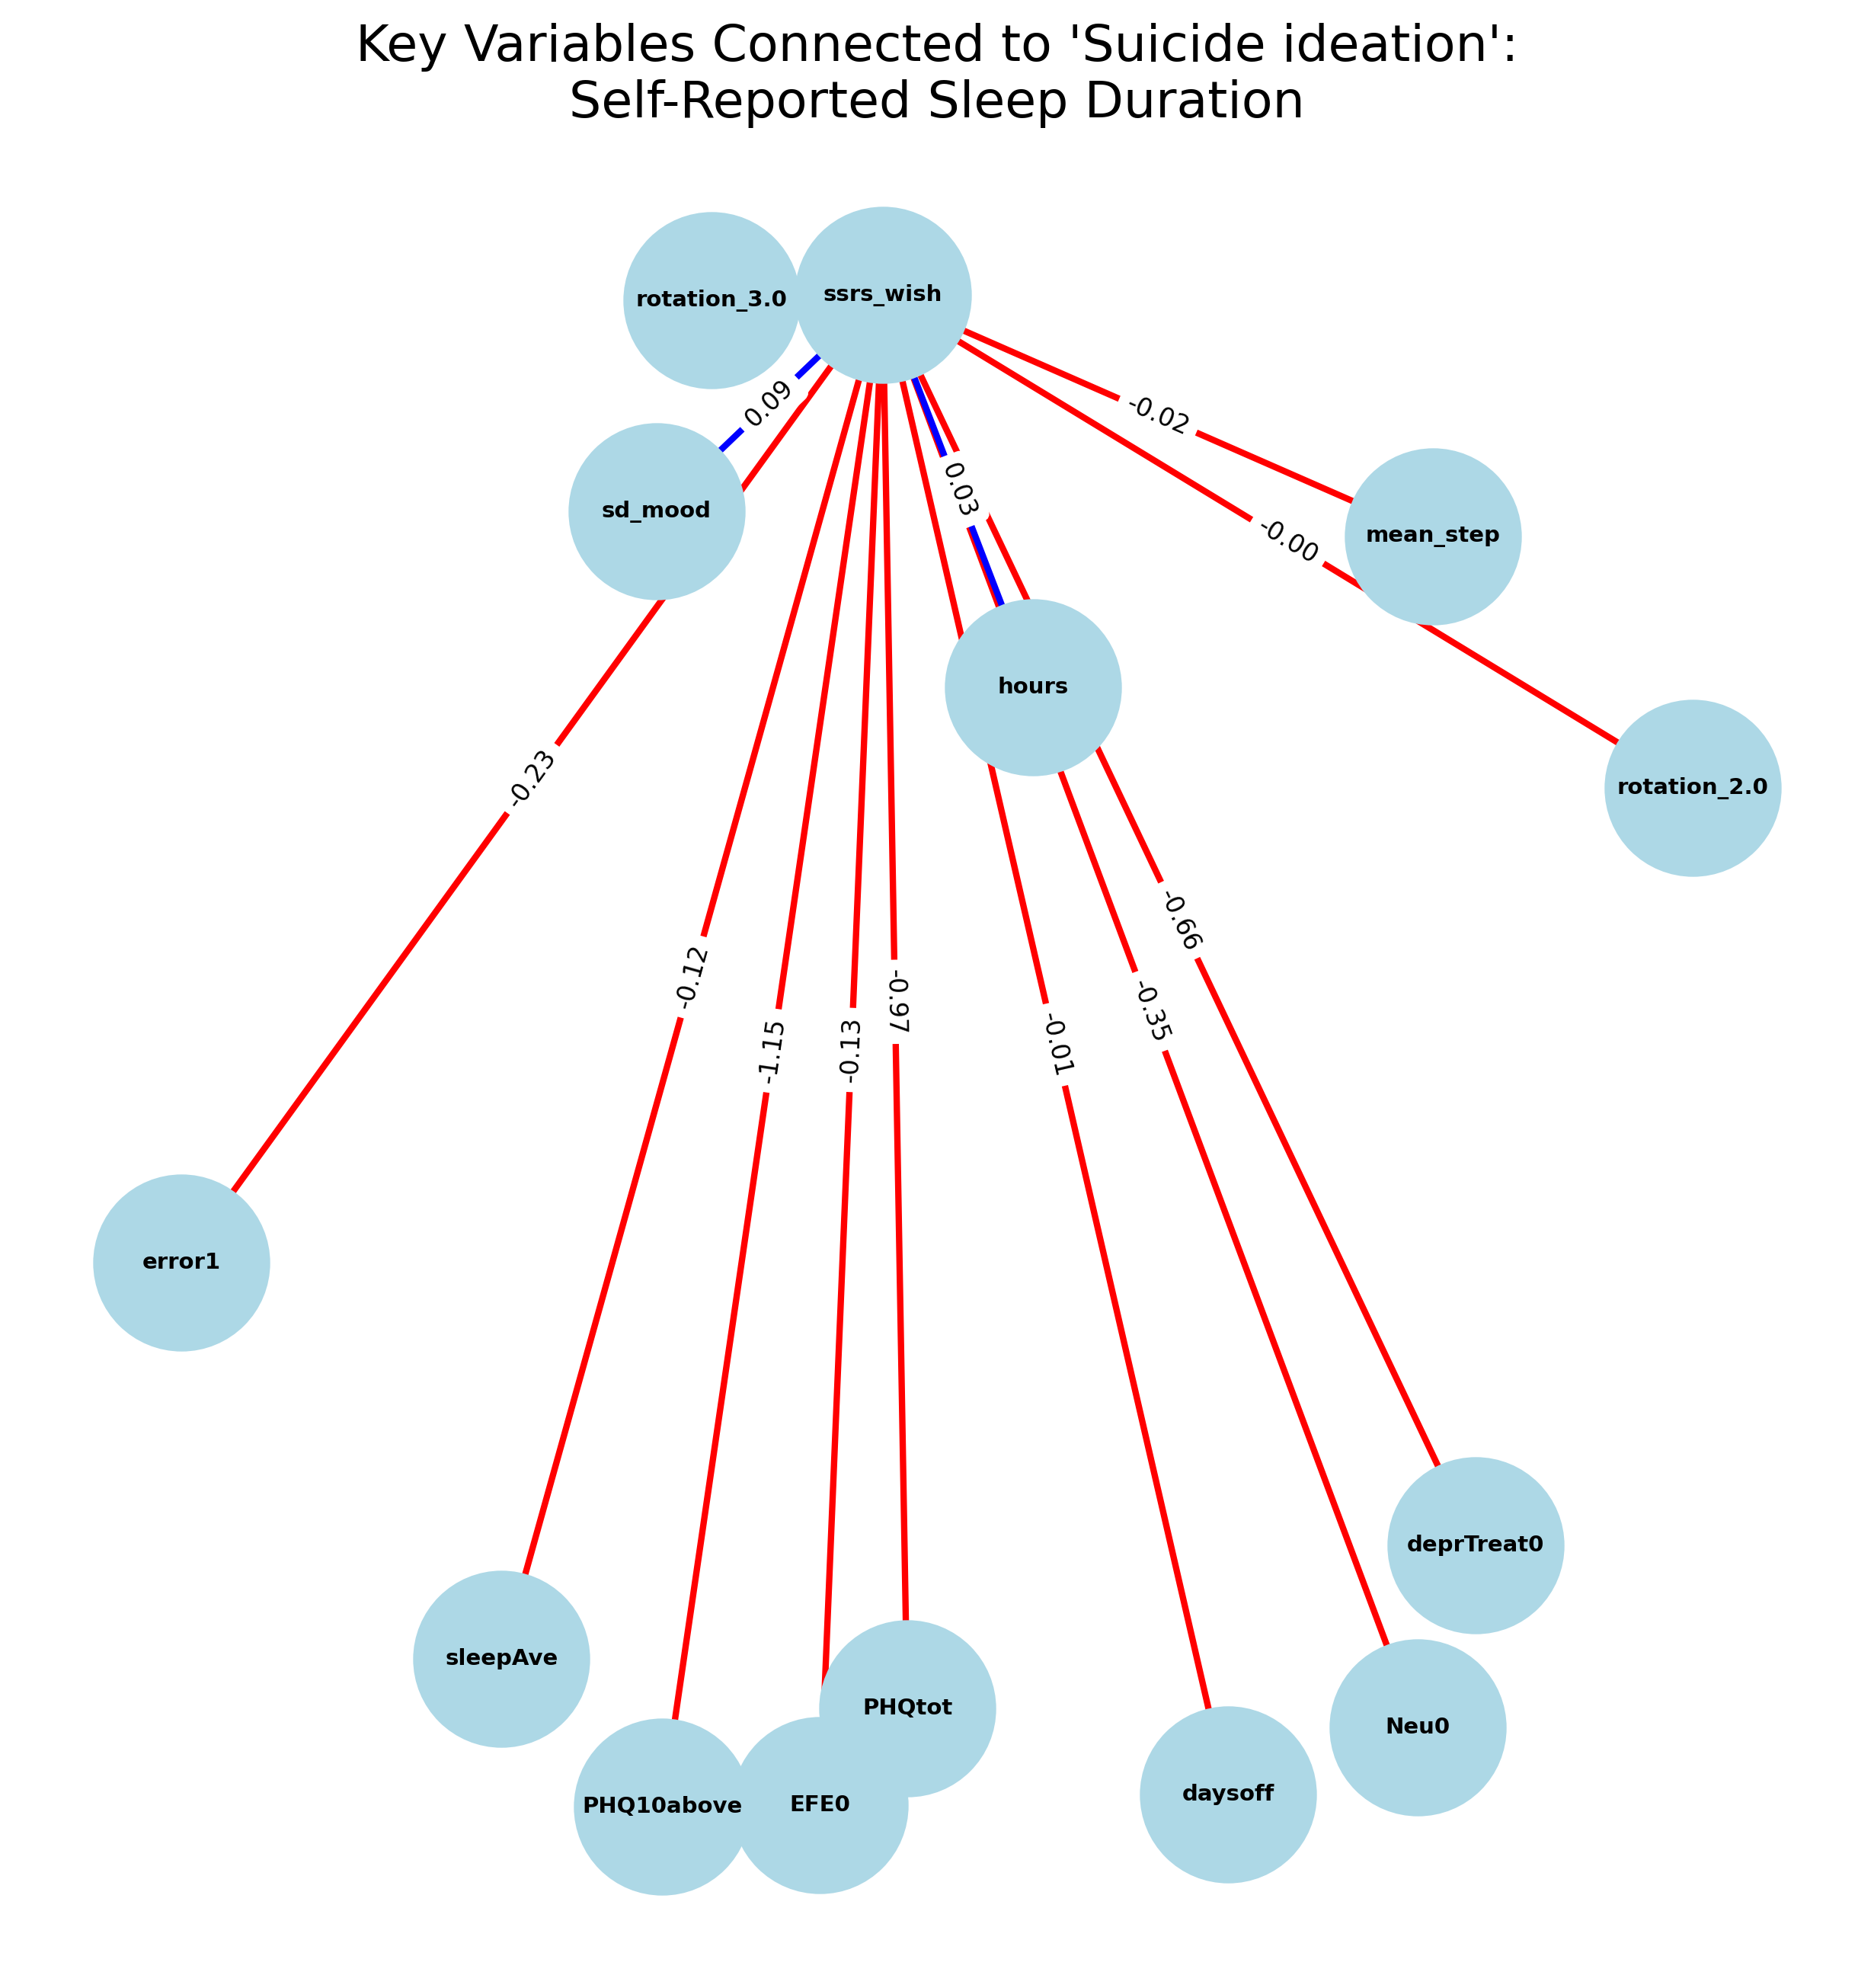 Key Variables Connected to 'Suicide ideation':
Self-Reported Sleep Duration
rotation_3.0
ssrs_wish
0.09
-0.02
0.03
sd_mood
mean_step
-0.00
hours
-0.23
rotation_2.0
-0.66
-0.12
-0.97
-0.35
-1.15
-0.13
-0.01
error1
deprTreat0
sleepAve
PHQtot
Neu0
daysoff
PHQ10above
EFE0